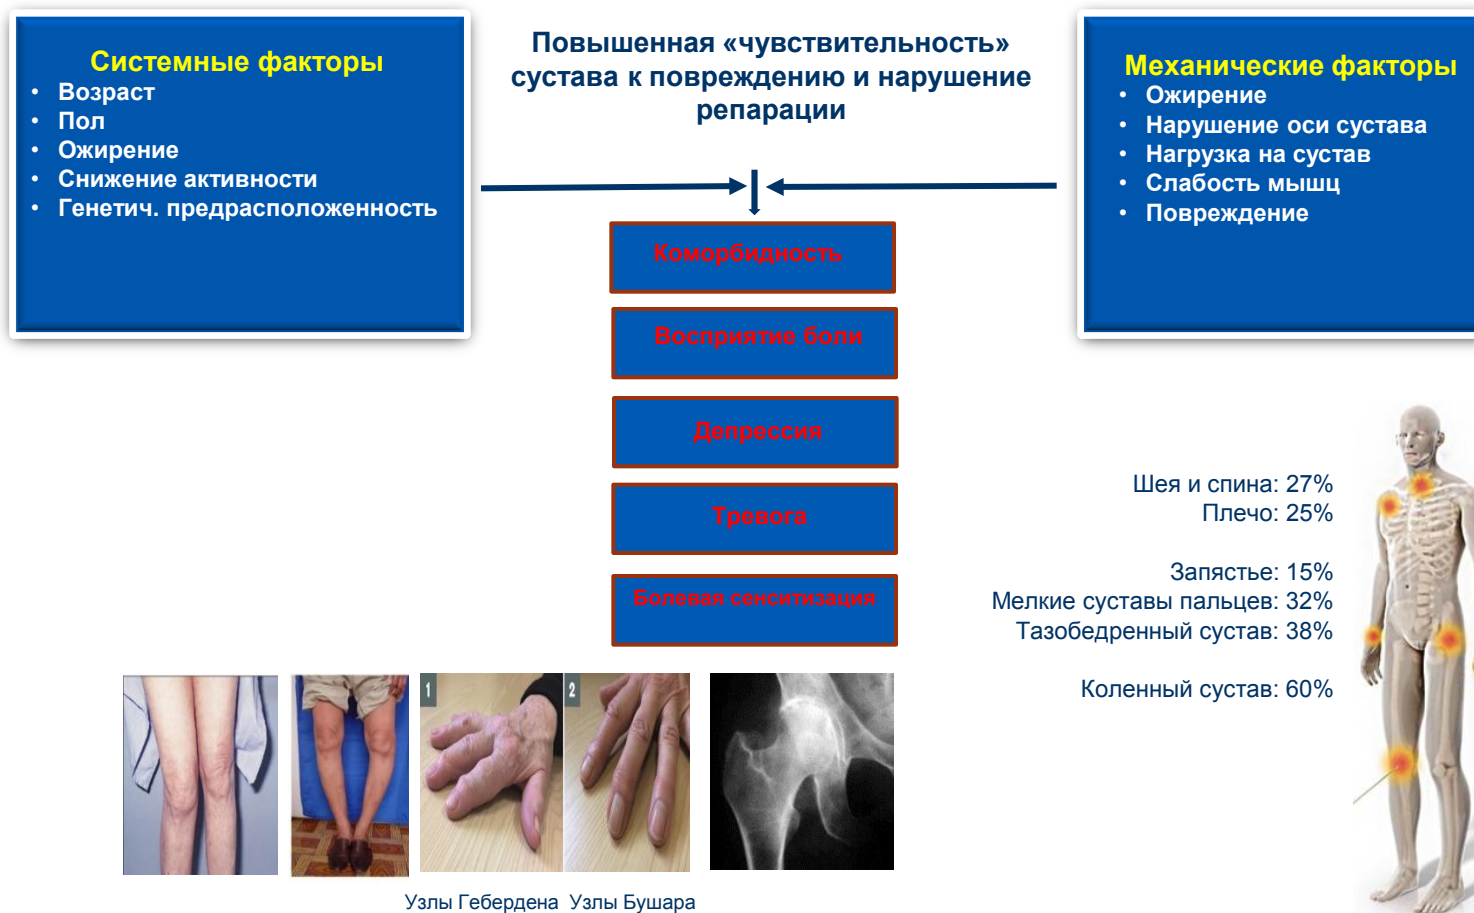 Системные факторы
• Возраст
• Пол
• Ожирение
• Снижение активности
• Генетич. предрасположенность
Повышенная «чувствительность»
сустава к повреждению и нарушение
репарации
Механические факторы
• Ожирение
• Нарушение оси сустава
• Нагрузка на сустав
• Слабость мышц
• Повреждение
Коморбидность
Восприятие боли
Депрессия
Тревога
Болевая сенситизация
Шея и спина: 27%
Плечо: 25%
Запястье: 15%
Мелкие суставы пальцев: 32%
Тазобедренный сустав: 38%
Коленный сустав: 60%
1
2
Узлы Гебердена Узлы Бушара